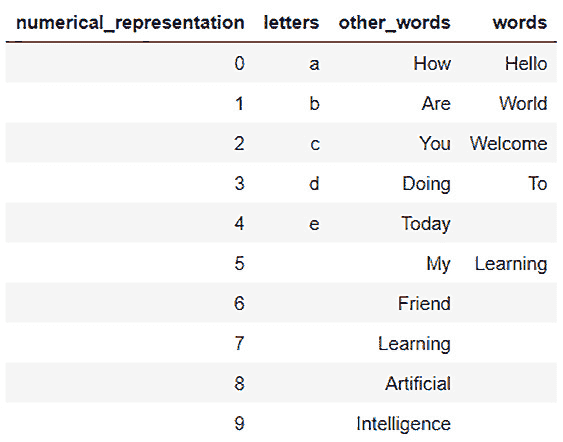 numerical_representation letters other_words words
0 a How Hello
1 b Are World
2 c You Welcome
3 d Doing To
4 e Today
5 My Learning
6 Friend
7 Learning
8 Artificial
9 Intelligence